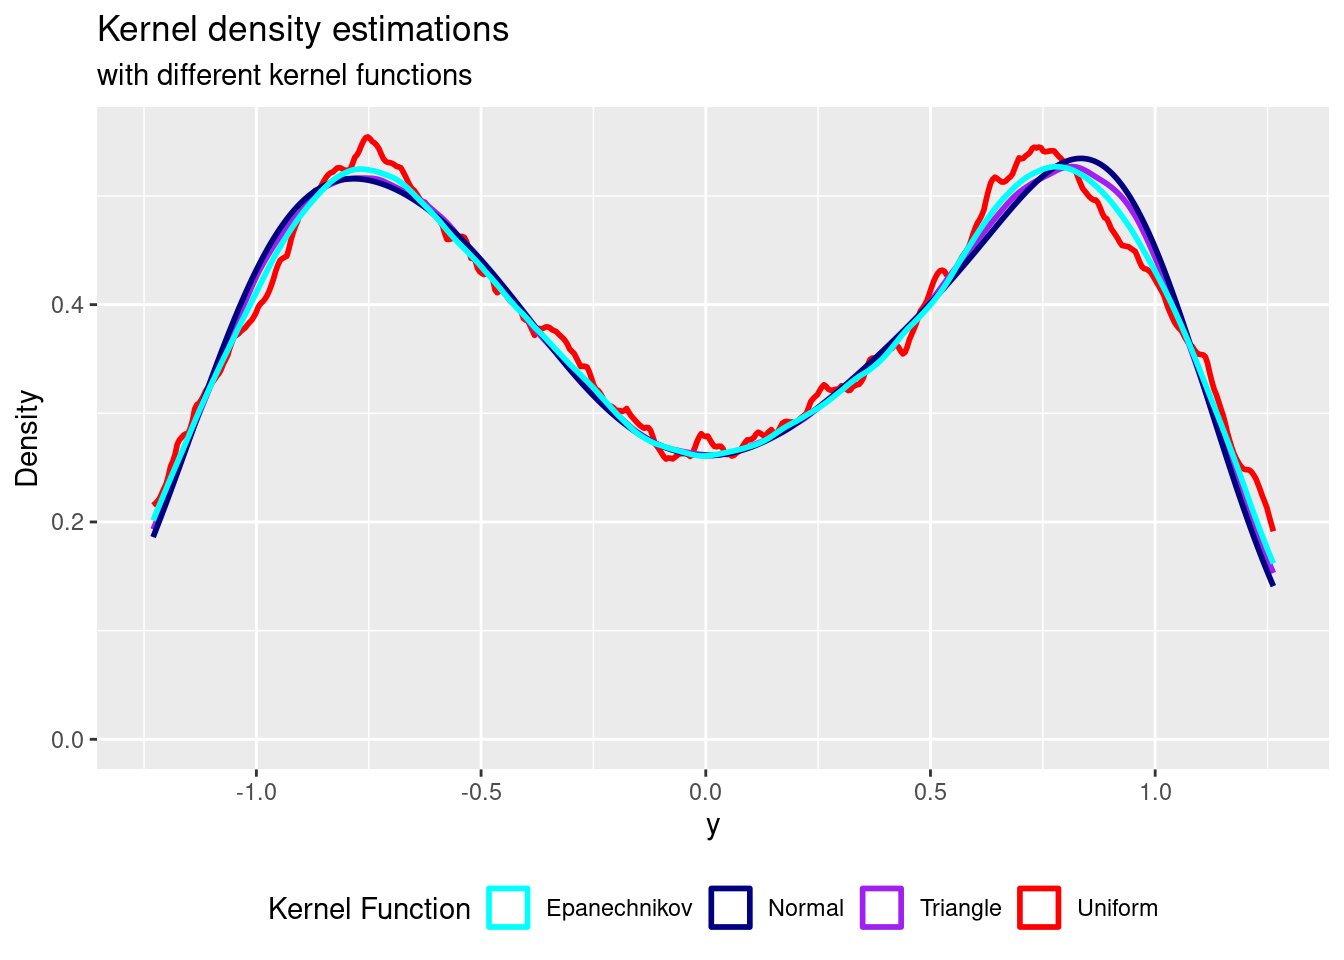 Kernel density estimations
with different kernel functions
Density
0.4
0.2
0.0
-1.0 -0.5 0.0 0.5 1.0
y
Kernel Function Epanechnikov Normal Triangle Uniform